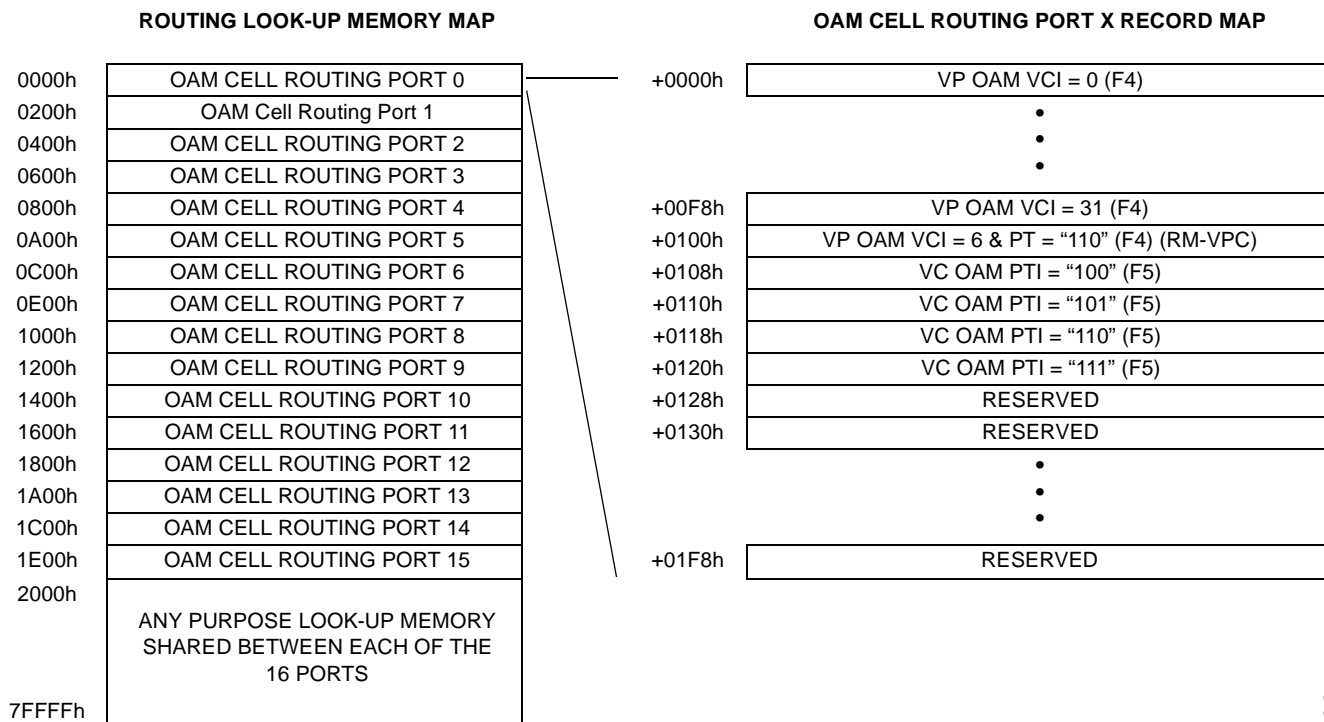 ROUTING LOOK-UP MEMORY MAP
OAM CELL ROUTING PORT X RECORD MAP
0000h OAM CELL ROUTING PORT 0
0200h OAM Cell Routing Port 1
0400h OAM CELL ROUTING PORT 2
0600h OAM CELL ROUTING PORT 3
0800h OAM CELL ROUTING PORT 4
0A00h OAM CELL ROUTING PORT 5
0C00h OAM CELL ROUTING PORT 6
0E00h OAM CELL ROUTING PORT 7
1000h OAM CELL ROUTING PORT 8
1200h OAM CELL ROUTING PORT 9
1400h OAM CELL ROUTING PORT 10
1600h OAM CELL ROUTING PORT 11
1800h OAM CELL ROUTING PORT 12
1A00h OAM CELL ROUTING PORT 13
1C00h OAM CELL ROUTING PORT 14
1E00h OAM CELL ROUTING PORT 15
2000h
ANY PURPOSE LOOK-UP MEMORY
SHARED BETWEEN EACH OF THE
16 PORTS
7FFFFh
+0000h VP OAM VCI = 0 (F4)
•
•
•
+00F8h VP OAM VCI = 31 (F4)
+0100h VP OAM VCI = 6 & PT = “110” (F4) (RM-VPC)
+0108h VC OAM PTI = “100” (F5)
+0110h VC OAM PTI = “101” (F5)
+0118h VC OAM PTI = “110” (F5)
+0120h VC OAM PTI = “111” (F5)
+0128h RESERVED
+0130h RESERVED
•
•
•
+01F8h RESERVED